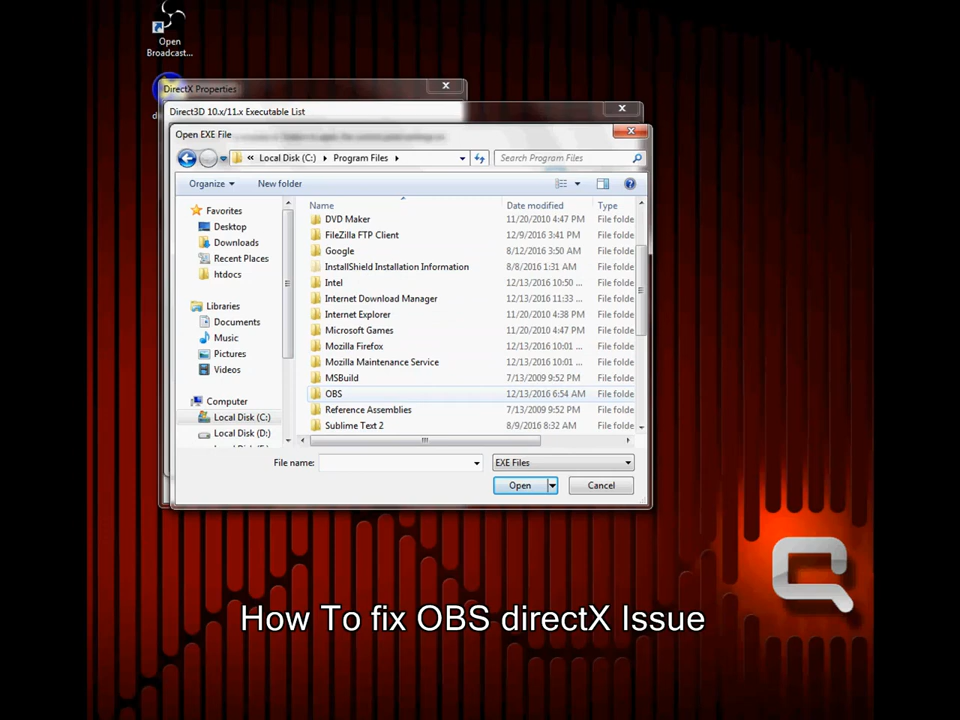 Open
Broadcast...
DirectX Properties
Direct3D 10.x/11.x Executable List
Open EXE File
« Local Disk (C:) Program Files
Search Program Files
Organize
New folder
Favorites
Desktop
Downloads
Recent Places
htdocs
Libraries
Documents
Music
Pictures
Videos
Computer
Local Disk (C:)
Local Disk (D:)
Name Date modified Type
DVD Maker 11/20/2010 4:47 PM File folde
FileZilla FTP Client 12/9/2016 3:41 PM File folde
Google 8/12/2016 3:50 AM File folde
InstallShield Installation Information 8/8/2016 1:31 AM File folde
Intel 12/13/2016 10:50 ... File folde
Internet Download Manager 12/13/2016 11:33 ... File folde
Internet Explorer 11/20/2010 4:38 PM File folde
Microsoft Games 11/20/2010 4:47 PM File folde
Mozilla Firefox 12/13/2016 10:01 ... File folde
Mozilla Maintenance Service 12/13/2016 10:01 ... File folde
MSBuild 7/13/2009 9:52 PM File folde
OBS 12/13/2016 6:54 AM File folde
Reference Assemblies 7/13/2009 9:52 PM File folde
Sublime Text 2 8/9/2016 8:32 AM File folde
File name:
EXE Files
Open
Cancel
How To fix OBS directX Issue